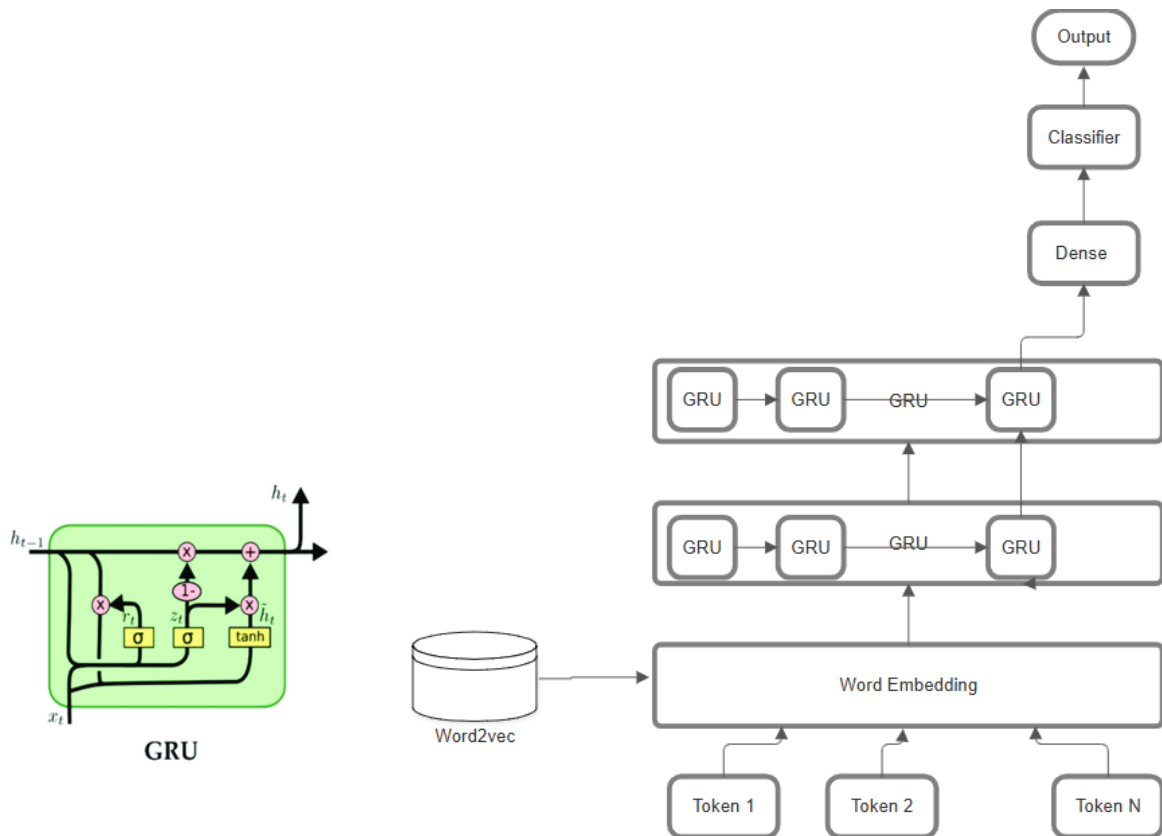 Output
Classifier
Dense
GRU GRU GRU GRU
GRU GRU GRU GRU
h_t
h_{t-1}
x +
1-
x r_t z_t x h̃_t
σ σ tanh
x_t
GRU
Word Embedding
Word2vec
Token 1 Token 2 Token N